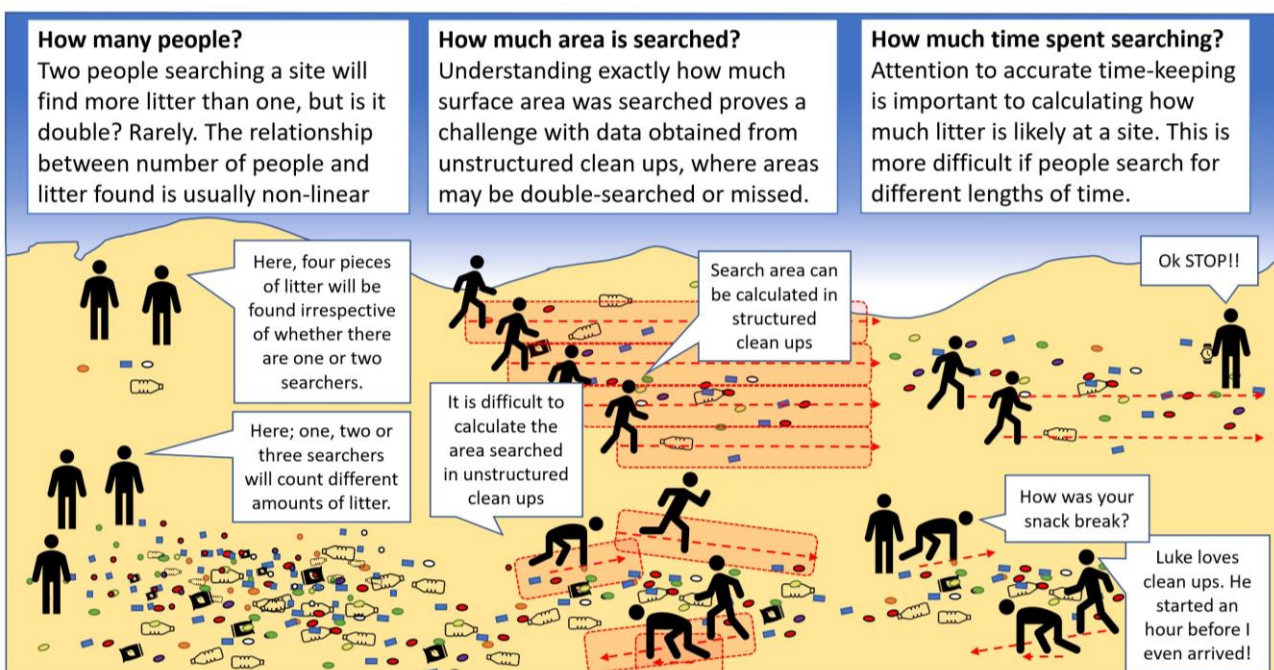 How many people?
Two people searching a site will
find more litter than one, but is it
double? Rarely. The relationship
between number of people and
litter found is usually non-linear
How much area is searched?
Understanding exactly how much
surface area was searched proves a
challenge with data obtained from
unstructured clean ups, where areas
may be double-searched or missed.
How much time spent searching?
Attention to accurate time-keeping
is important to calculating how
much litter is likely at a site. This is
more difficult if people search for
different lengths of time.
Here, four pieces
of litter will be
found irrespective
of whether there
are one or two
searchers.
Here; one, two or
three searchers
will count different
amounts of litter.
Search area can
be calculated in
structured
clean ups
It is difficult to
calculate the
area searched
in unstructured
clean ups
Ok STOP!!
How was your
snack break?
Luke loves
clean ups. He
started an
hour before I
even arrived!